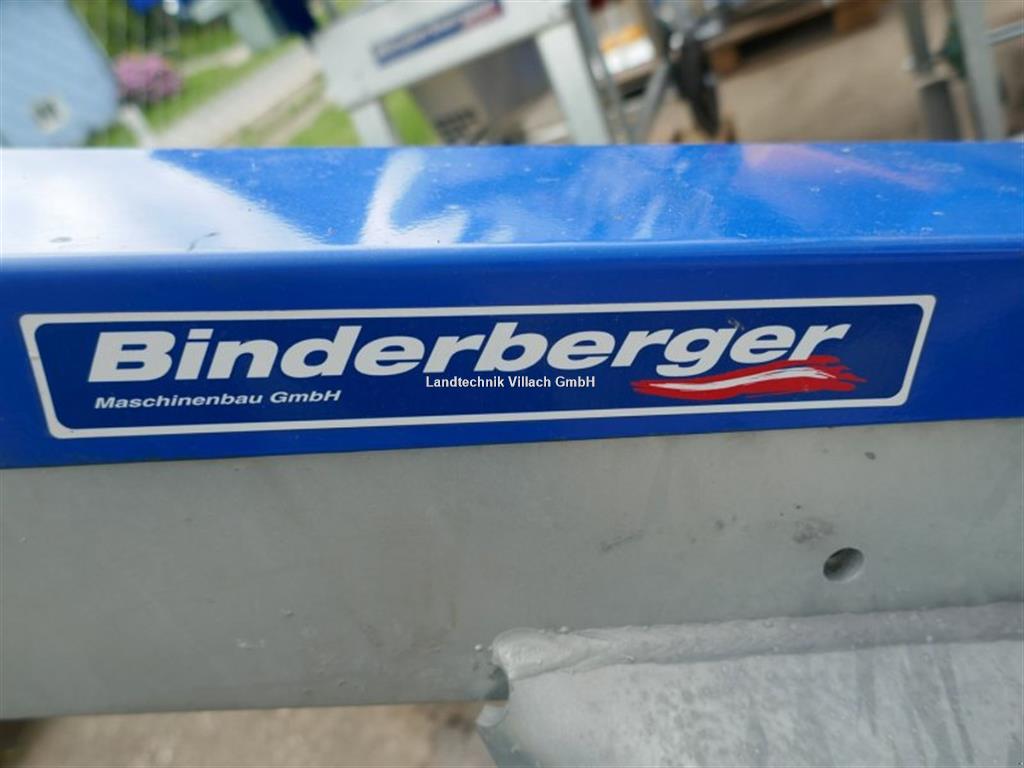 Binderberger
Landtechnik Villach GmbH
Maschinenbau GmbH